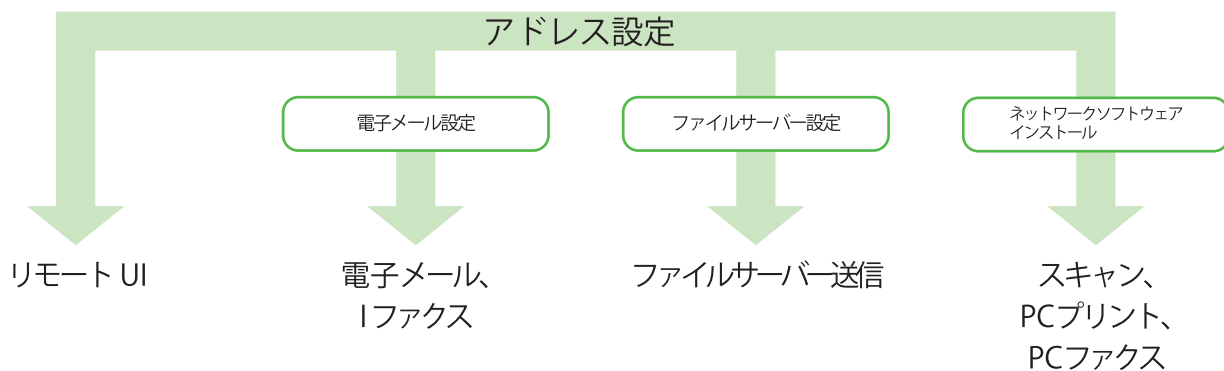 アドレス設定
電子メール設定
ファイルサーバー設定
ネットワークソフトウェア
インストール
リモート UI
電子メール、
Iファクス
ファイルサーバー送信
スキャン、
PCプリント、
PCファクス